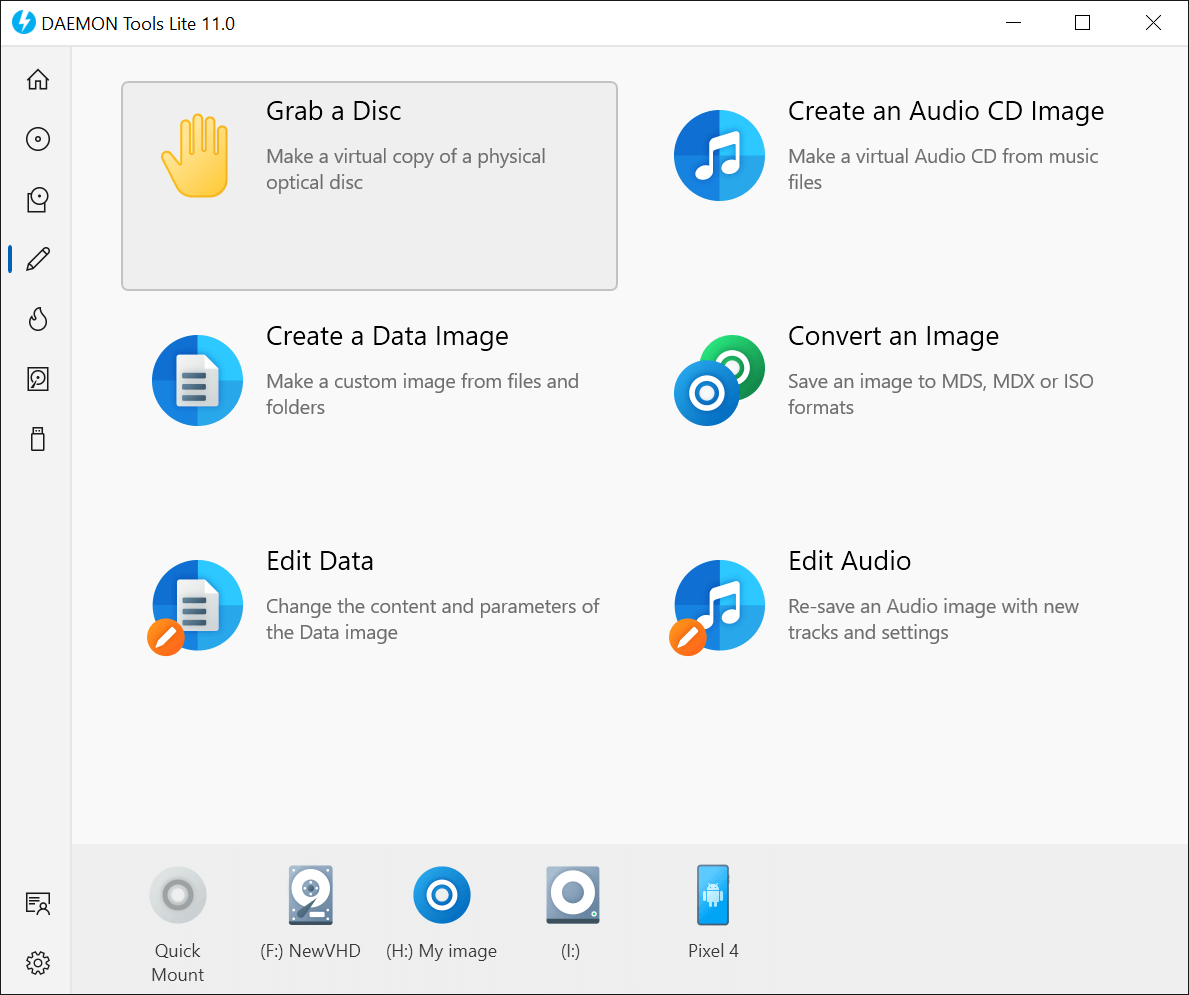 DAEMON Tools Lite 11.0
Grab a Disc
Make a virtual copy of a physical
optical disc
Create an Audio CD Image
Make a virtual Audio CD from music
files
Create a Data Image
Make a custom image from files and
folders
Convert an Image
Save an image to MDS, MDX or ISO
formats
Edit Data
Change the content and parameters of
the Data image
Edit Audio
Re-save an Audio image with new
tracks and settings
Quick
Mount
(F:) NewVHD
(H:) My image
(I:)
Pixel 4